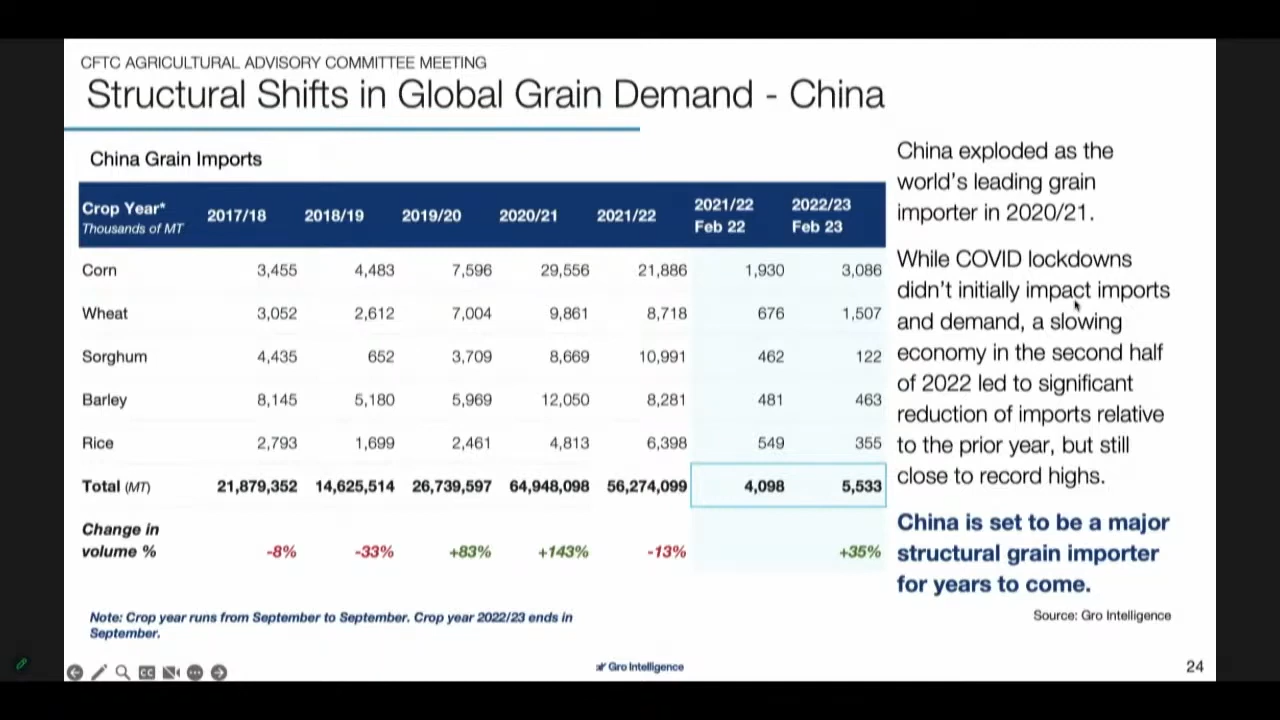 CFTC AGRICULTURAL ADVISORY COMMITTEE MEETING
Structural Shifts in Global Grain Demand - China
China Grain Imports
Crop Year* 2017/18 2018/19 2019/20 2020/21 2021/22 2021/22 2022/23
Thousands of MT Feb 22 Feb 23
Corn 3,455 4,483 7,596 29,556 21,886 1,930 3,086
Wheat 3,052 2,612 7,004 9,861 8,718 676 1,507
Sorghum 4,435 652 3,709 8,669 10,991 462 122
Barley 8,145 5,180 5,969 12,050 8,281 481 463
Rice 2,793 1,699 2,461 4,813 6,398 549 355
Total (MT) 21,879,352 14,625,514 26,739,597 64,948,098 56,274,099 4,098 5,533
Change in
volume % -8% -33% +83% +143% -13% +35%
Note: Crop year runs from September to September. Crop year 2022/23 ends in
September.
China exploded as the
world's leading grain
importer in 2020/21.
While COVID lockdowns
didn't initially impact imports
and demand, a slowing
economy in the second half
of 2022 led to significant
reduction of imports relative
to the prior year, but still
close to record highs.
China is set to be a major
structural grain importer
for years to come.
Source: Gro Intelligence
CC
Gro Intelligence
24